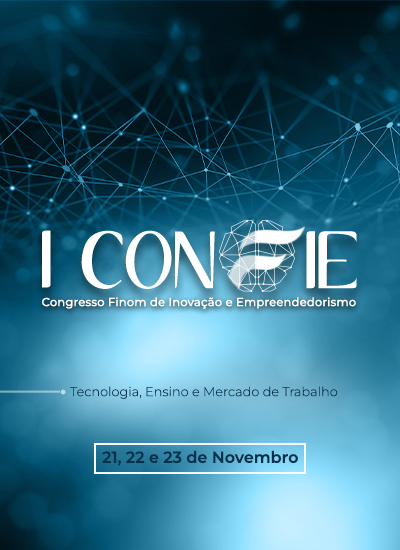 I CONFIE
Congresso Finom de Inovação e Empreendedorismo
Tecnologia, Ensino e Mercado de Trabalho
21, 22 e 23 de Novembro